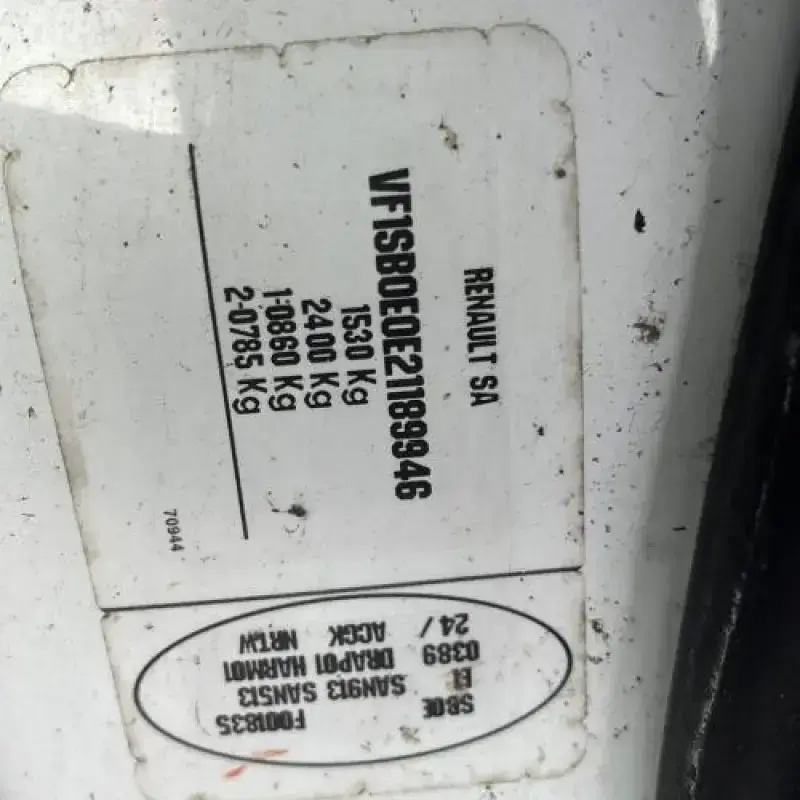 RENAULT SA
VF1SB0E0E21189946
1530 Kg
2400 Kg
1-0860 Kg
2-0785 Kg
70944
SB0E F001835
E1 SAN913 SAN513
0389 DRAP01 HARM01
24 / ACGK NRTW